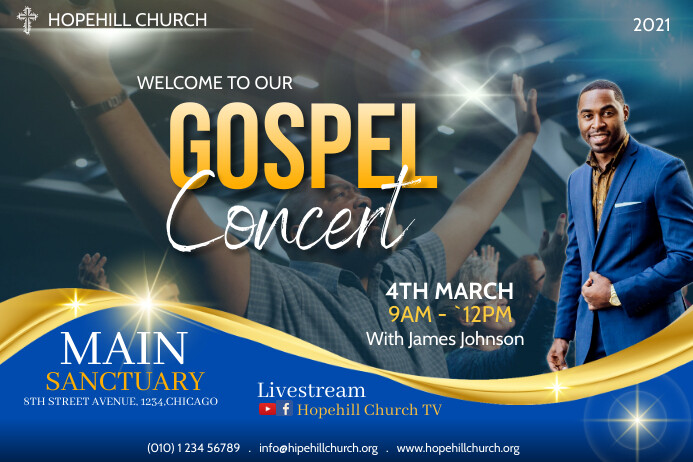 HOPEHILL CHURCH
2021
WELCOME TO OUR
GOSPEL
Concert
4TH MARCH
9AM - `12PM
With James Johnson
MAIN
SANCTUARY
8TH STREET AVENUE, 1234,CHICAGO
Livestream
Hopehill Church TV
(010) 1 234 56789 . info@hipehillchurch.org . www.hopehillchurch.org